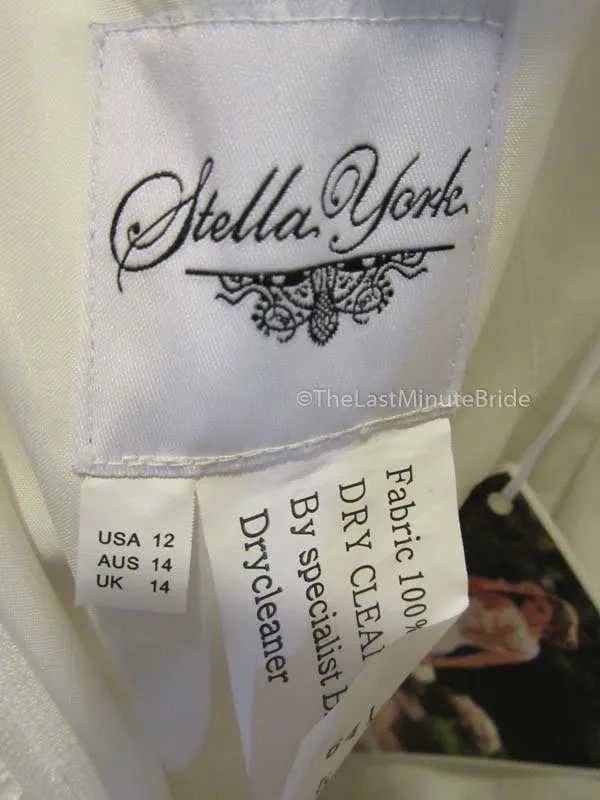 Stella York
©TheLastMinuteBride
USA 12
AUS 14
UK 14
Fabric 100%
DRY CLEA
By specialist b
Drycleaner